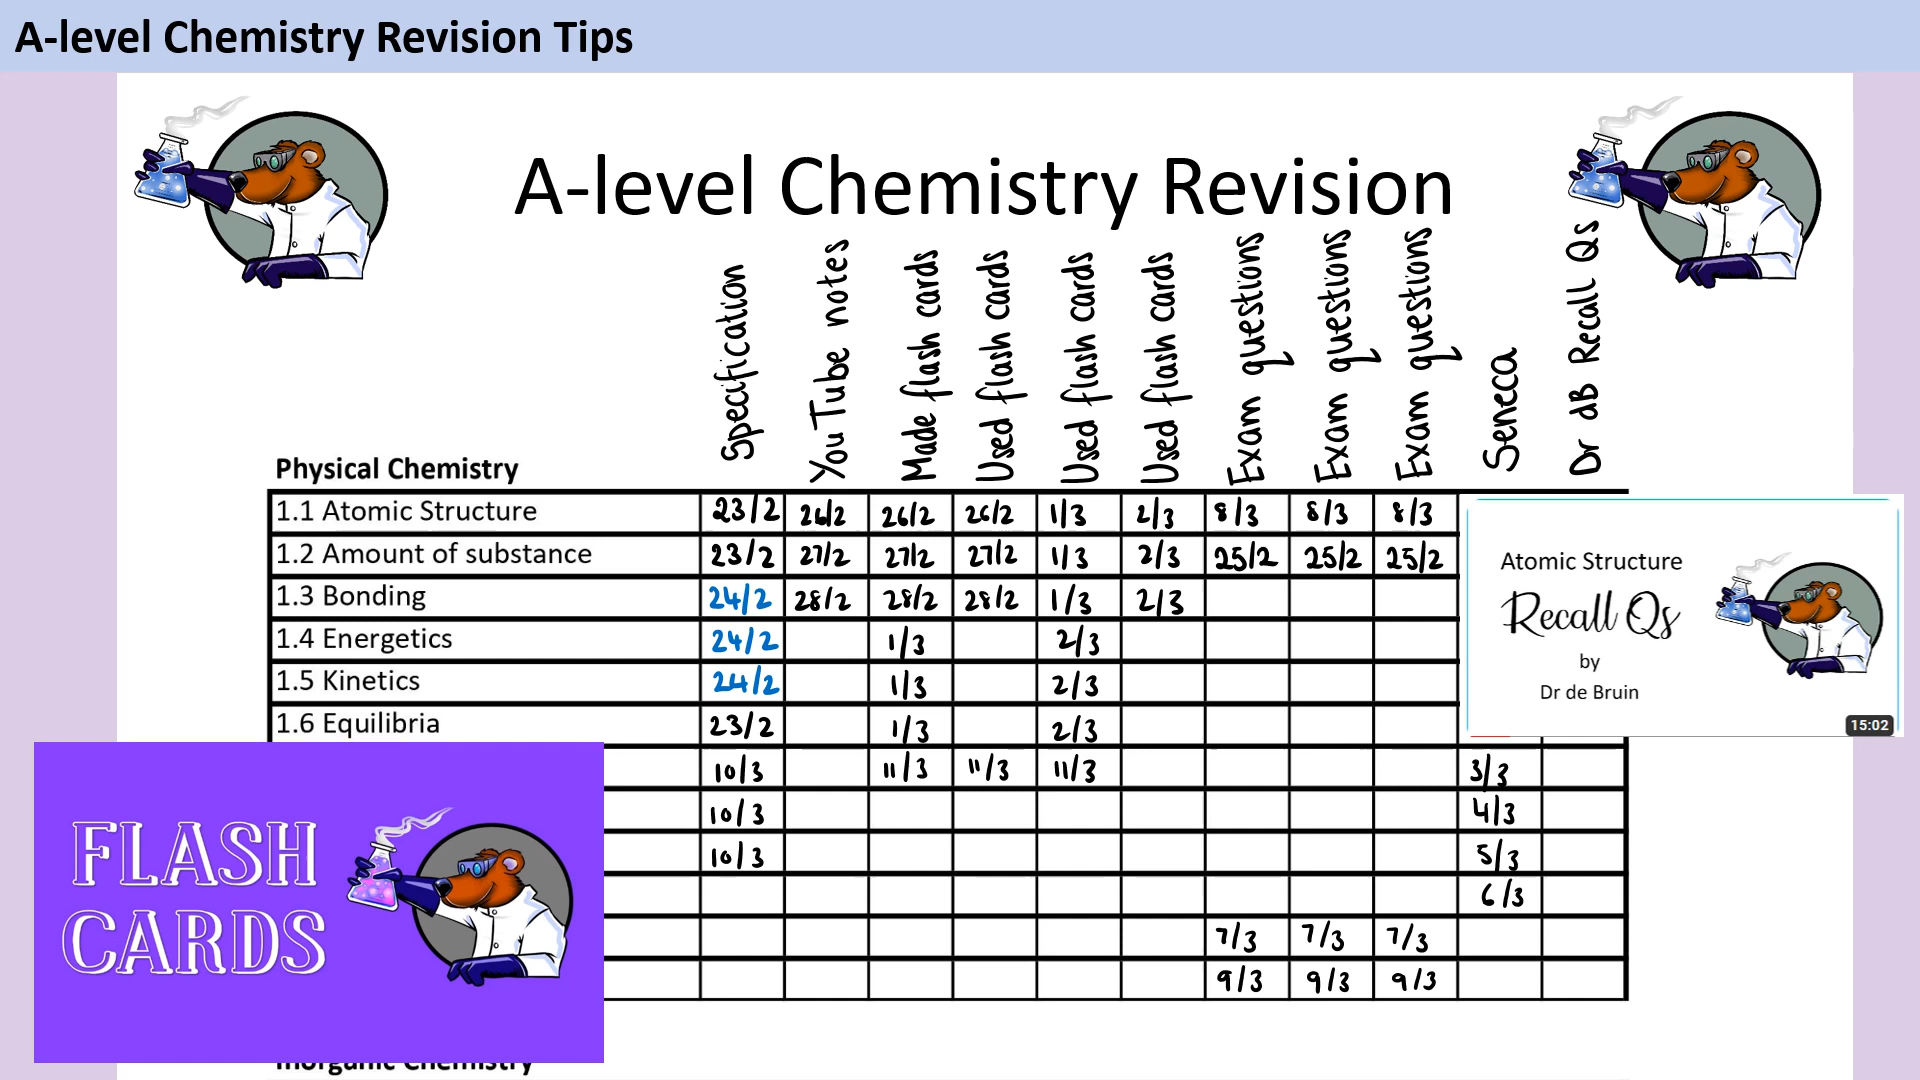 A-level Chemistry Revision Tips
A-level Chemistry Revision
Specification
YouTube notes
Made flash cards
Used flash cards
Used flash cards
Used flash cards
Exam questions
Exam questions
Exam questions
Seneca
Dr dB Recall Qs
Physical Chemistry
1.1 Atomic Structure 23/2 26/2 26/2 26/2 1/3 2/3 8/3 8/3 8/3
1.2 Amount of substance 23/2 27/2 27/2 27/2 1/3 2/3 25/2 25/2 25/2
1.3 Bonding 24/2 28/2 28/2 28/2 1/3 2/3
1.4 Energetics 24/2 1/3 2/3
1.5 Kinetics 24/2 1/3 2/3
1.6 Equilibria 23/2 1/3 2/3
10/3 11/3 11/3 11/3 3/3
10/3 4/3
10/3 5/3
6/3
7/3 7/3 7/3
9/3 9/3 9/3
Atomic Structure
Recall Qs
by
Dr de Bruin
15:02
FLASH
CARDS
Inorganic Chemistry